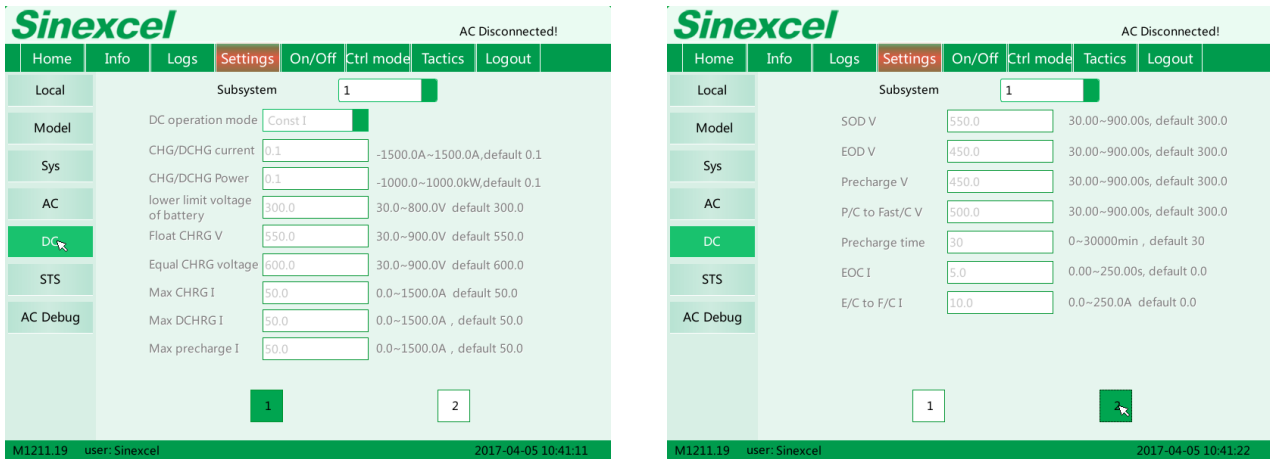 Sinexcel
AC Disconnected!
Home Info Logs Settings On/Off Ctrl mode Tactics Logout
Local
Model
Sys
AC
DC
STS
AC Debug
Subsystem 1
DC operation mode Const I
CHG/DCHG current 0.1 -1500.0A~1500.0A,default 0.1
CHG/DCHG Power 0.1 -1000.0~1000.0kW,default 0.1
lower limit voltage
of battery 300.0 30.0~800.0V default 300.0
Float CHRG V 550.0 30.0~900.0V default 550.0
Equal CHRG voltage 600.0 30.0~900.0V default 600.0
Max CHRG I 50.0 0.0~1500.0A default 50.0
Max DCHRG I 50.0 0.0~1500.0A , default 50.0
Max precharge I 50.0 0.0~1500.0A , default 50.0
1 2
M1211.19 user: Sinexcel 2017-04-05 10:41:11
Sinexcel
AC Disconnected!
Home Info Logs Settings On/Off Ctrl mode Tactics Logout
Local
Model
Sys
AC
DC
STS
AC Debug
Subsystem 1
SOD V 550.0 30.00~900.00s, default 300.0
EOD V 450.0 30.00~900.00s, default 300.0
Precharge V 450.0 30.00~900.00s, default 300.0
P/C to Fast/C V 500.0 30.00~900.00s, default 300.0
Precharge time 30 0~30000min , default 30
EOC I 5.0 0.00~250.00s, default 0.0
E/C to F/C I 10.0 0.0~250.0A default 0.0
1 2
M1211.19 user: Sinexcel 2017-04-05 10:41:22